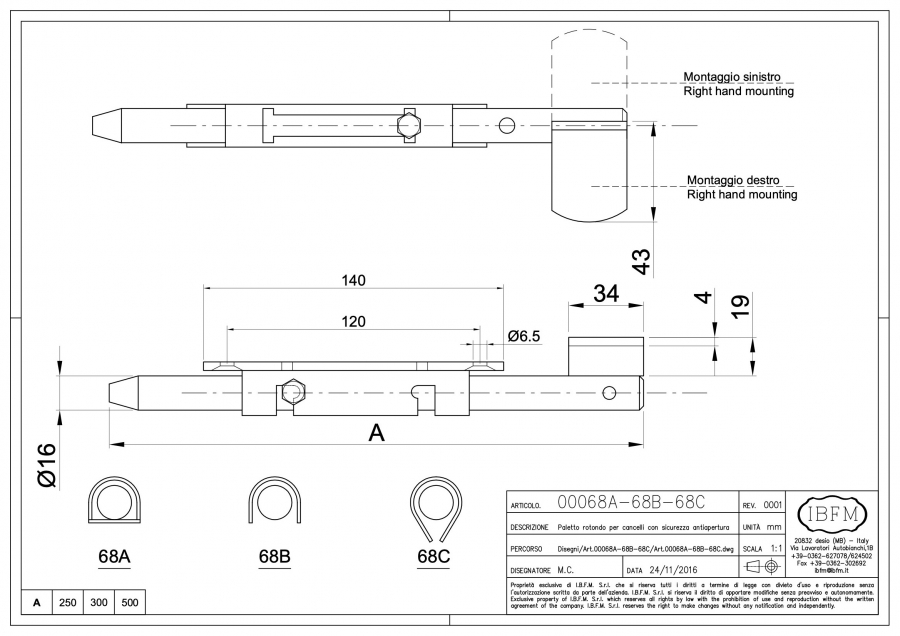 Montaggio sinistro
Right hand mounting
Montaggio destro
Right hand mounting
43
140
120
Ø6.5
34
4
19
Ø16
A
68A
68B
68C
A 250 300 500
ARTICOLO. 00068A-68B-68C REV. 0001
DESCRIZIONE Paletto rotondo per cancelli con sicurezza antiapertura UNITÀ mm
PERCORSO Disegni/Art.00068A-68B-68C/Art.00068A-68B-68C.dwg SCALA 1:1
DISEGNATORE M.C. DATA 24/11/2016
IBFM
20832 desio (MB) - Italy
Via Lavoratori Autobianchi,1B
+39-0362-627078/624502
Fax +39-0362-302692
ibfm@ibfm.it
Proprietà esclusiva di I.B.F.M. S.r.l. che si riserva tutti i diritti a termine di legge con divieto d'uso e riproduzione senza
l'autorizzazione scritta da parte dell'azienda. I.B.F.M. S.r.l. si riserva il diritto di apportare modifiche senza preavviso e autonomamente.
Exclusive property of I.B.F.M. S.r.l. which reserves all rights by law with the prohibition of use and reproduction without the written
agreement of the company. I.B.F.M. S.r.l. reserves the right to make changes without any notification and independently.